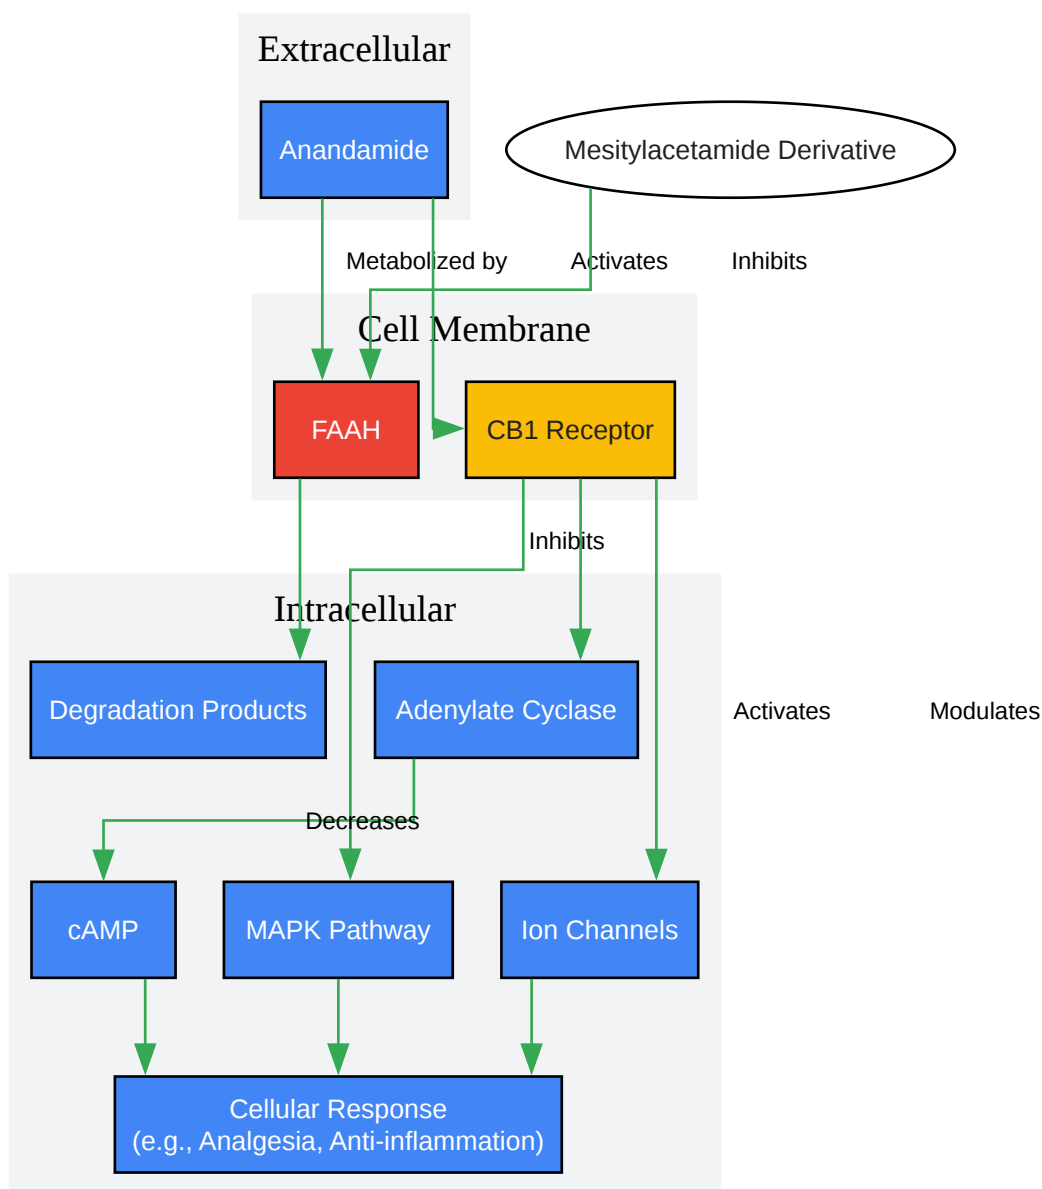 Extracellular
Anandamide
Mesitylacetamide Derivative
Metabolized by
Activates
Inhibits
Cell Membrane
FAAH
CB1 Receptor
Inhibits
Intracellular
Degradation Products
Adenylate Cyclase
Activates
Modulates
Decreases
cAMP
MAPK Pathway
Ion Channels
Cellular Response
(e.g., Analgesia, Anti-inflammation)